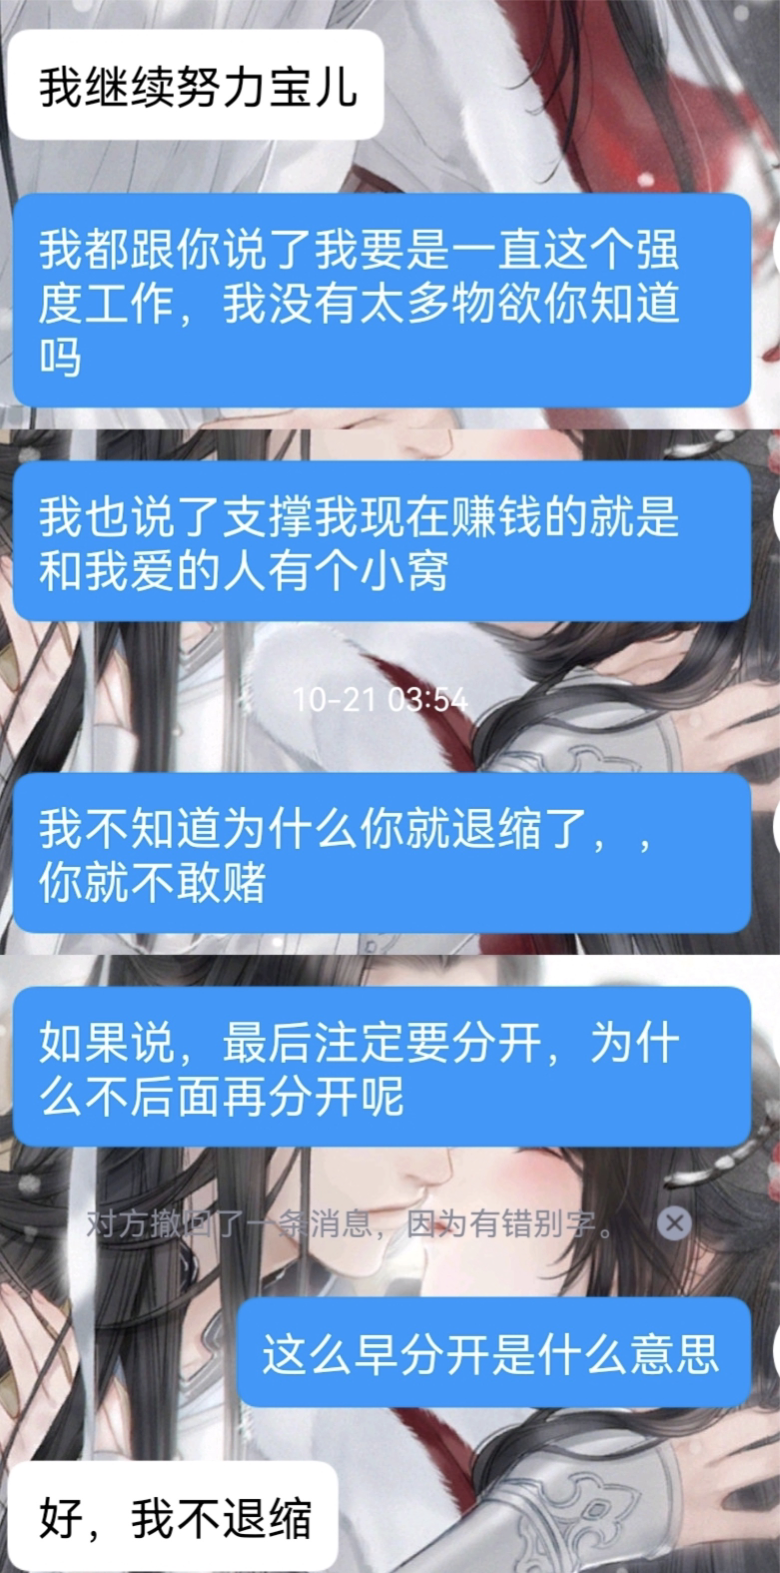 我继续努力宝儿
我都跟你说了我要是一直这个强
度工作，我没有太多物欲你知道
吗
我也说了支撑我现在赚钱的就是
和我爱的人有个小窝
10-21 03:54
我不知道为什么你就退缩了，，
你就不敢赌
如果说，最后注定要分开，为什
么不后面再分开呢
对方撤回了一条消息，因为有错别字。
这么早分开是什么意思
好，我不退缩